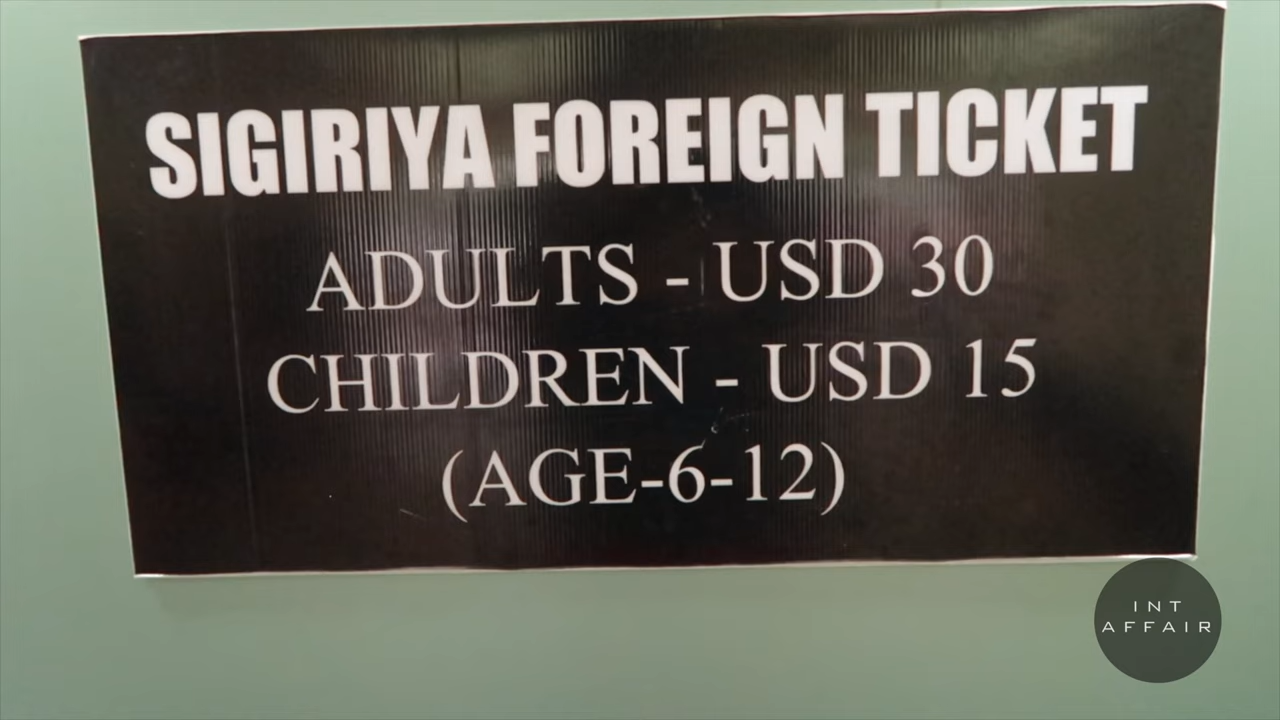 SIGIRIYA FOREIGN TICKET
ADULTS - USD 30
CHILDREN - USD 15
(AGE-6-12)
INT
AFFAIR